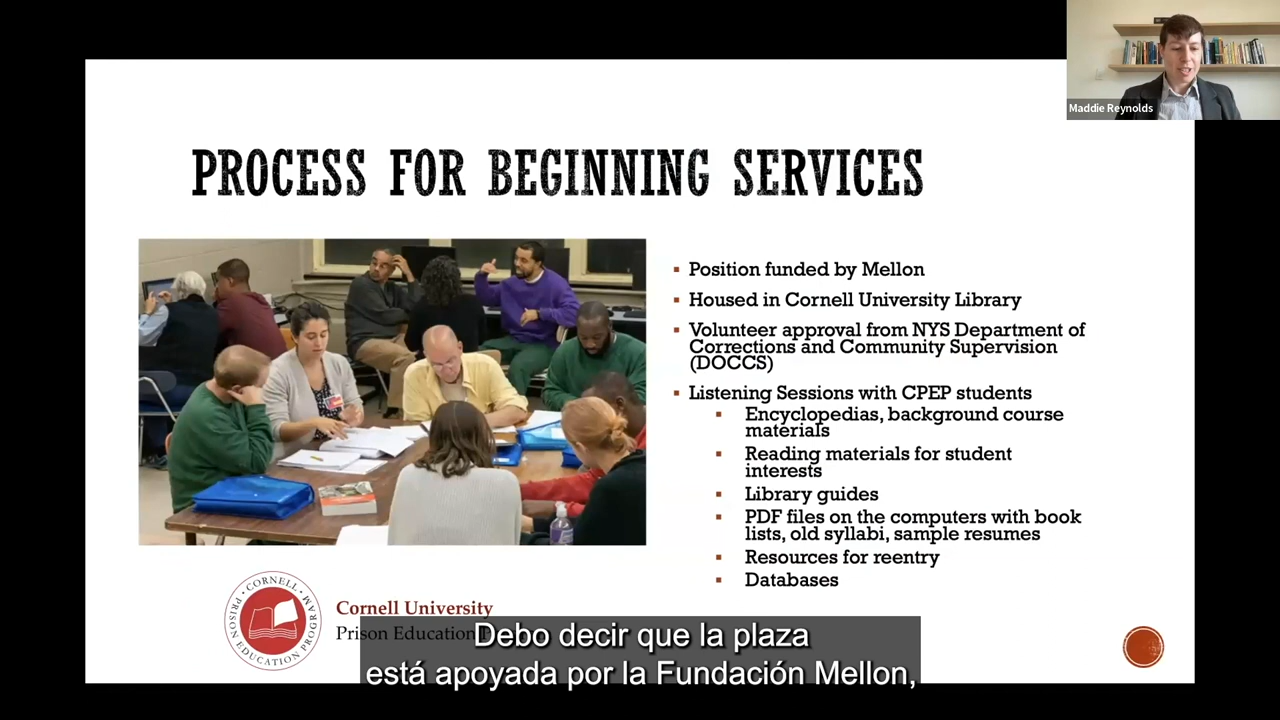 Maddie Reynolds
PROCESS FOR BEGINNING SERVICES
Position funded by Mellon
Housed in Cornell University Library
Volunteer approval from NYS Department of
Corrections and Community Supervision
(DOCCS)
Listening Sessions with CPEP students
Encyclopedias, background course
materials
Reading materials for student
interests
Library guides
PDF files on the computers with book
lists, old syllabi, sample resumes
Resources for reentry
Databases
CORNELL
PRISON EDUCATION PROGRAM
Cornell University
Prison Education
Debo decir que la plaza
está apoyada por la Fundación Mellon,